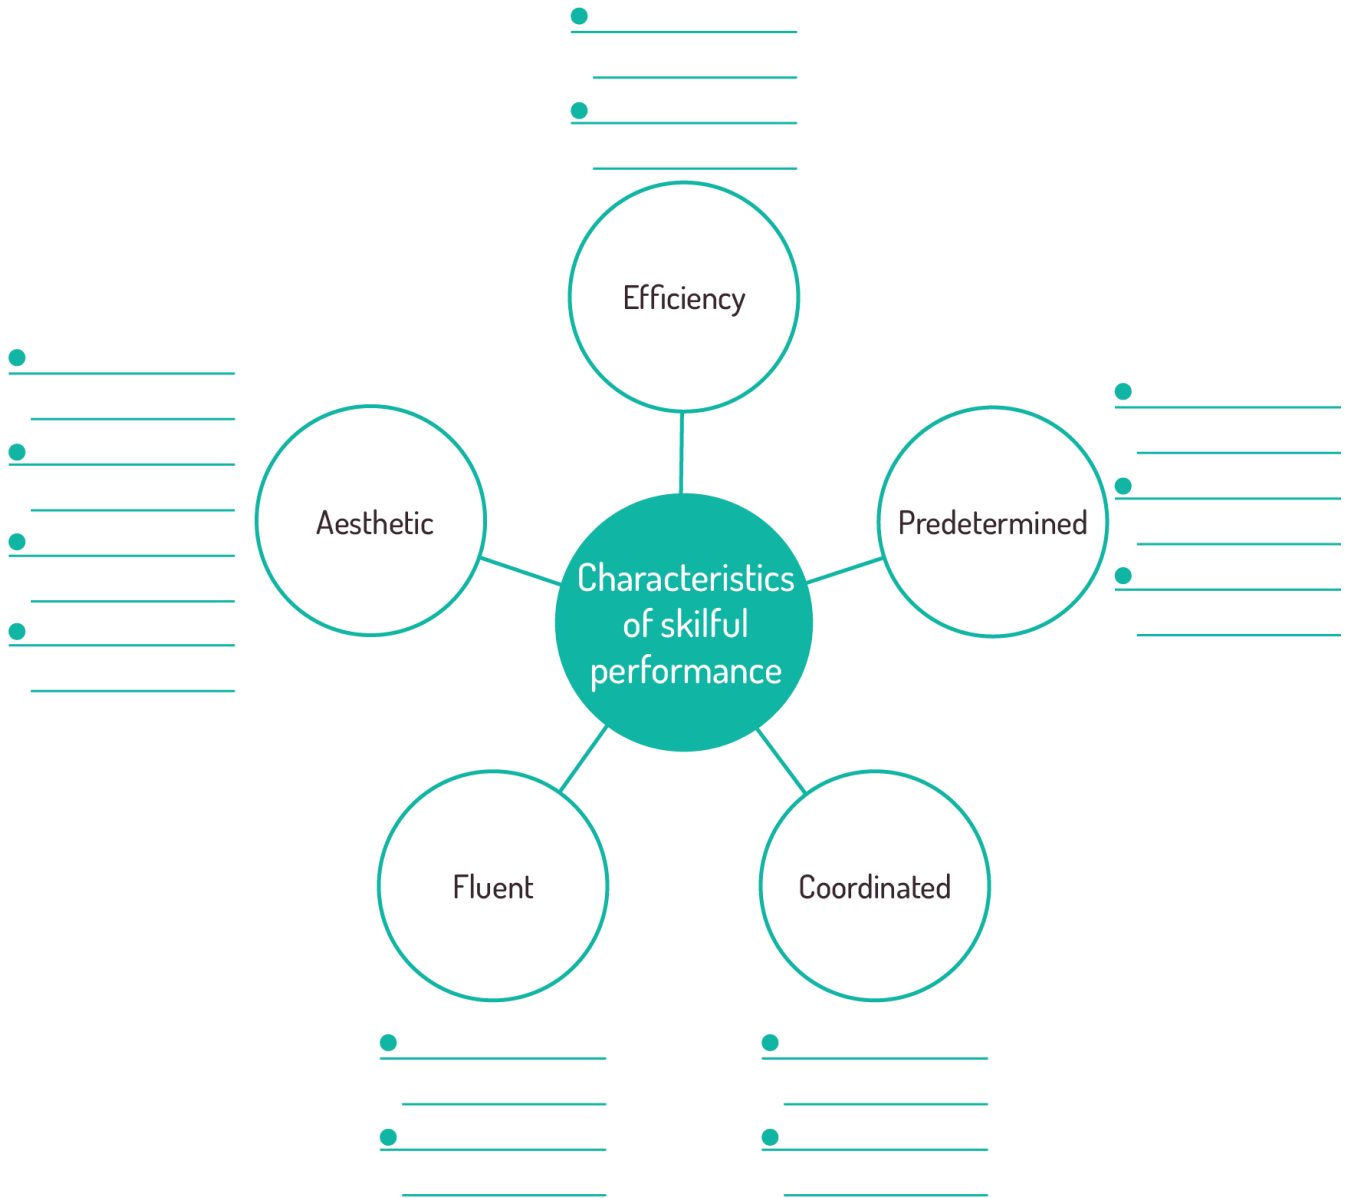 Efficiency
Aesthetic
Predetermined
Characteristics
of skilful
performance
Fluent
Coordinated